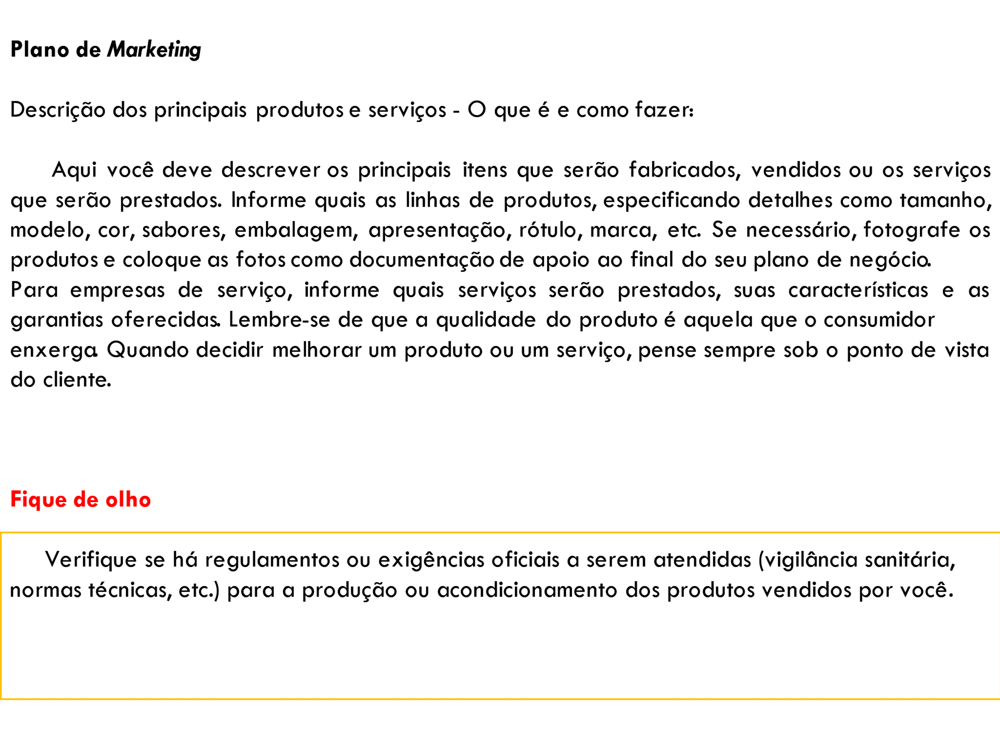 Plano de Marketing
Descrição dos principais produtos e serviços - O que é e como fazer:
Aqui você deve descrever os principais itens que serão fabricados, vendidos ou os serviços
que serão prestados. Informe quais as linhas de produtos, especificando detalhes como tamanho,
modelo, cor, sabores, embalagem, apresentação, rótulo, marca, etc. Se necessário, fotografe os
produtos e coloque as fotos como documentação de apoio ao final do seu plano de negócio.
Para empresas de serviço, informe quais serviços serão prestados, suas características e as
garantias oferecidas. Lembre-se de que a qualidade do produto é aquela que o consumidor
enxerga. Quando decidir melhorar um produto ou um serviço, pense sempre sob o ponto de vista
do cliente.
Fique de olho
Verifique se há regulamentos ou exigências oficiais a serem atendidas (vigilância sanitária,
normas técnicas, etc.) para a produção ou acondicionamento dos produtos vendidos por você.